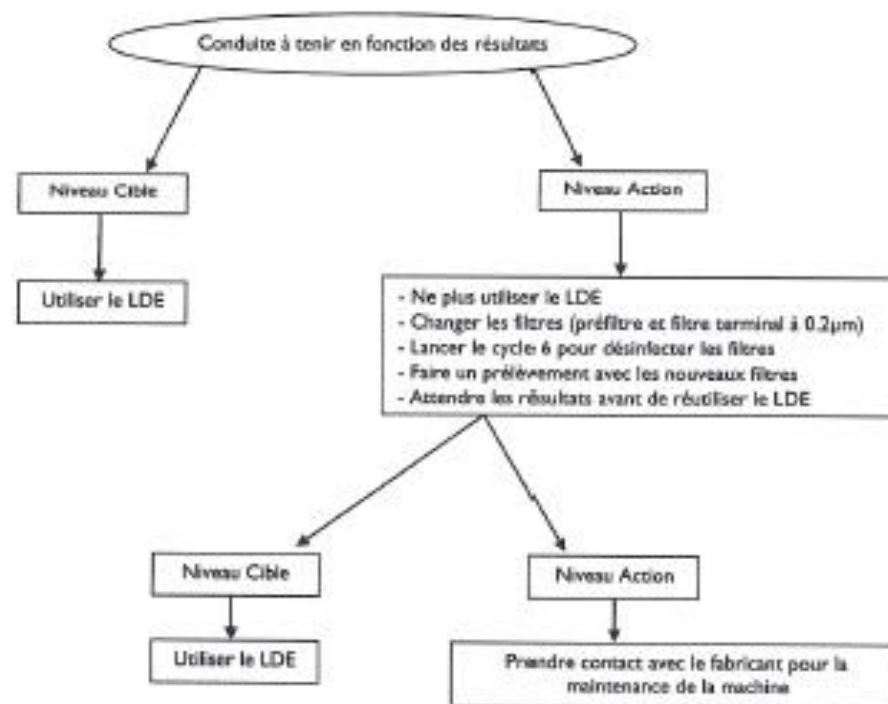 Conduite à tenir en fonction des résultats
Niveau Cible
Niveau Action
Utiliser le LDE
- Ne plus utiliser le LDE
- Changer les filtres (préfiltre et filtre terminal à 0.2µm)
- Lancer le cycle 6 pour désinfecter les filtres
- Faire un prélèvement avec les nouveaux filtres
- Attendre les résultats avant de réutiliser le LDE
Niveau Cible
Niveau Action
Utiliser le LDE
Prendre contact avec le fabricant pour la
maintenance de la machine